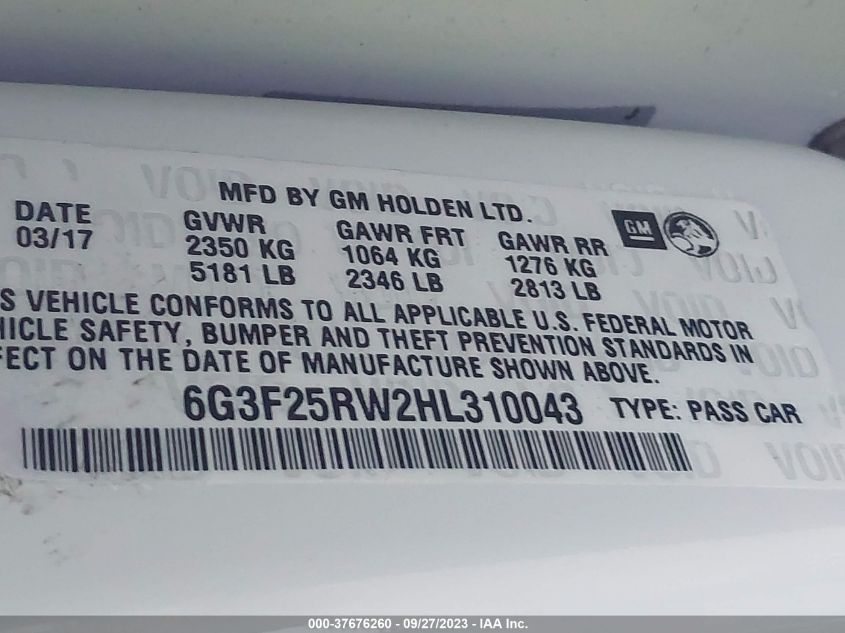 MFD BY GM HOLDEN LTD.
DATE GVWR GAWR FRT GAWR RR GM
03/17 2350 KG 1064 KG 1276 KG
5181 LB 2346 LB 2813 LB
S VEHICLE CONFORMS TO ALL APPLICABLE U.S. FEDERAL MOTOR
HICLE SAFETY, BUMPER AND THEFT PREVENTION STANDARDS IN
FECT ON THE DATE OF MANUFACTURE SHOWN ABOVE.
6G3F25RW2HL310043 TYPE: PASS CAR
000-37676260 - 09/27/2023 - IAA Inc.